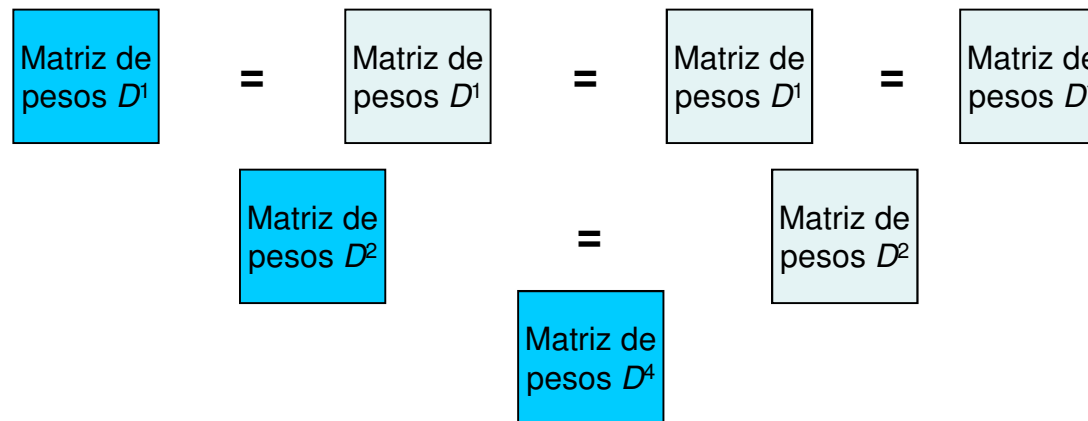 Matriz de
pesos D¹
=
Matriz de
pesos D¹
=
Matriz de
pesos D¹
=
Matriz de
pesos D
Matriz de
pesos D²
=
Matriz de
pesos D²
Matriz de
pesos D⁴